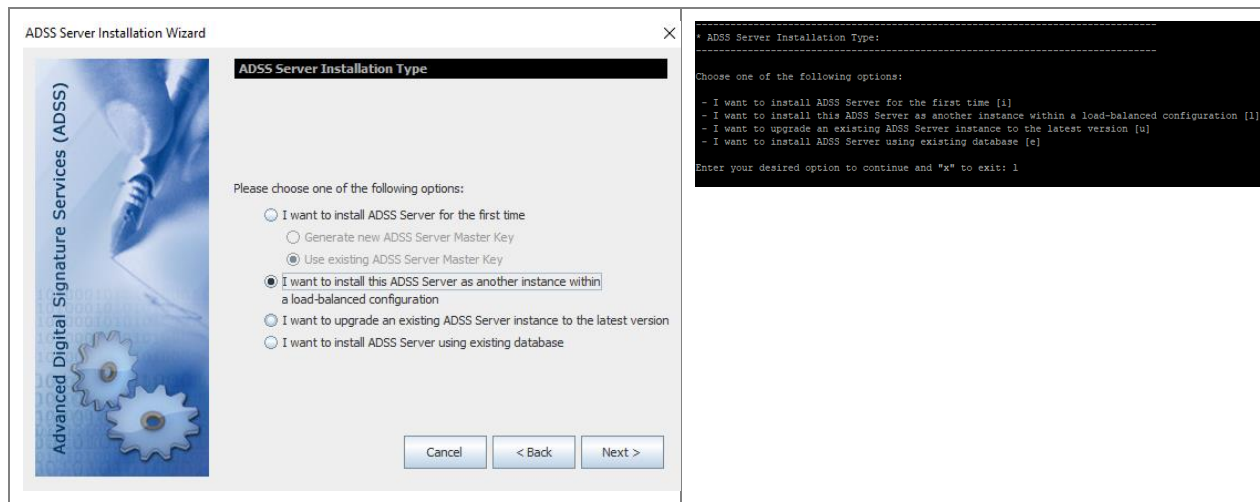 ADSS Server Installation Wizard
Advanced Digital Signature Services (ADSS)
ADSS Server Installation Type
Please choose one of the following options:
I want to install ADSS Server for the first time
Generate new ADSS Server Master Key
Use existing ADSS Server Master Key
I want to install this ADSS Server as another instance within
a load-balanced configuration
I want to upgrade an existing ADSS Server instance to the latest version
I want to install ADSS Server using existing database
Cancel
< Back
Next >
--------------------------------------------------------------------
* ADSS Server Installation Type:
--------------------------------------------------------------------
Choose one of the following options:
- I want to install ADSS Server for the first time [i]
- I want to install this ADSS Server as another instance within a load-balanced configuration [l]
- I want to upgrade an existing ADSS Server instance to the latest version [u]
- I want to install ADSS Server using existing database [e]
Enter your desired option to continue and "x" to exit: l